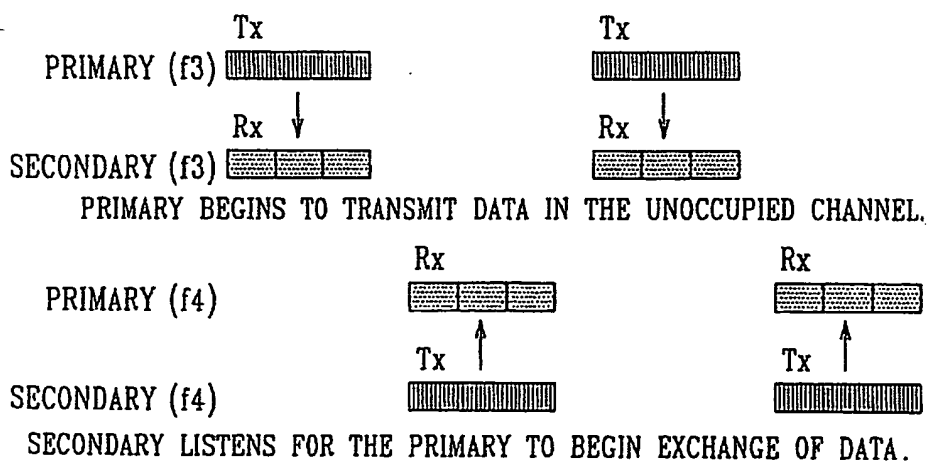 Tx Tx
PRIMARY (f3)
Rx Rx
SECONDARY (f3)
PRIMARY BEGINS TO TRANSMIT DATA IN THE UNOCCUPIED CHANNEL.
Rx Rx
PRIMARY (f4)
Tx Tx
SECONDARY (f4)
SECONDARY LISTENS FOR THE PRIMARY TO BEGIN EXCHANGE OF DATA.